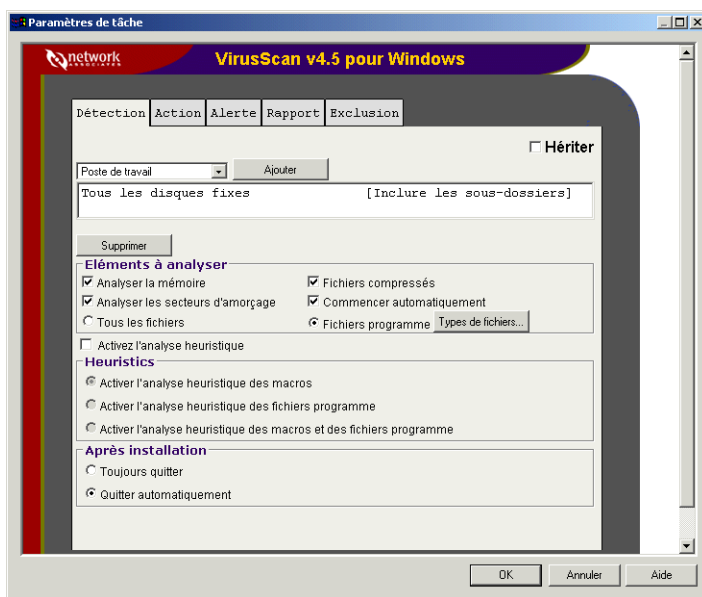 Paramètres de tâche
network
ASSOCIATES
VirusScan v4.5 pour Windows
Détection Action Alerte Rapport Exclusion
Hériter
Poste de travail Ajouter
Tous les disques fixes [Inclure les sous-dossiers]
Supprimer
Eléments à analyser
Analyser la mémoire Fichiers compressés
Analyser les secteurs d'amorçage Commencer automatiquement
Tous les fichiers Fichiers programme Types de fichiers...
Activez l'analyse heuristique
Heuristics
Activer l'analyse heuristique des macros
Activer l'analyse heuristique des fichiers programme
Activer l'analyse heuristique des macros et des fichiers programme
Après installation
Toujours quitter
Quitter automatiquement
OK Annuler Aide